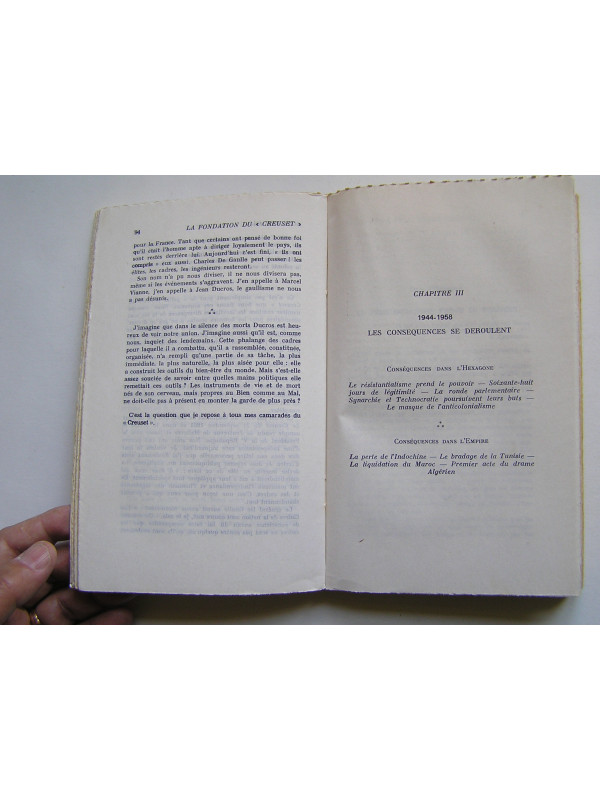 94
LA FONDATION DU « CREUSET »
pour la France. Tant que certains ont pensé de bonne foi
qu'il était l'homme apte à diriger loyalement le pays, ils
sont restés derrière lui. Aujourd'hui c'est fini, « ils ont
compris » eux aussi. Charles De Gaulle peut passer : les
élites, les cadres, les ingénieurs resteront.
Son nom n'a pu nous diviser, il ne nous divisera pas,
même si les événements s'aggravent. J'en appelle à Marcel
Vianne, j'en appelle à Jean Ducros, le gaullisme ne nous
a pas désunis.
J'imagine que dans le silence des morts Ducros est heu-
reux de voir notre union. J'imagine aussi qu'il est, comme
nous, inquiet des lendemains. Cette phalange des cadres
pour laquelle il a combattu, qu'il a rassemblée, constituée,
organisée, n'a rempli qu'une partie de sa tâche, la plus
immédiate, la plus naturelle, la plus aisée pour elle : elle
a construit les outils du bien-être du monde. Mais s'est-elle
assez souciée de savoir entre quelles mains politiques elle
remettait ces outils ? Les instruments de vie et de mort
nés de son cerveau, mais propres au Bien comme au Mal,
ne doit-elle pas à présent en monter la garde de plus près ?
C'est la question que je repose à tous mes camarades du
« Creuset ».
CHAPITRE III
1944-1958
LES CONSEQUENCES SE DEROULENT
CONSÉQUENCES DANS L'HEXAGONE
Le résistantialisme prend le pouvoir — Soixante-huit
jours de légitimité — La ronde parlementaire —
Synarchie et Technocratie poursuivent leurs buts —
Le masque de l'anticolonialisme
CONSÉQUENCES DANS L'EMPIRE
La perte de l'Indochine — Le bradage de la Tunisie —
La liquidation du Maroc — Premier acte du drame
Algérien